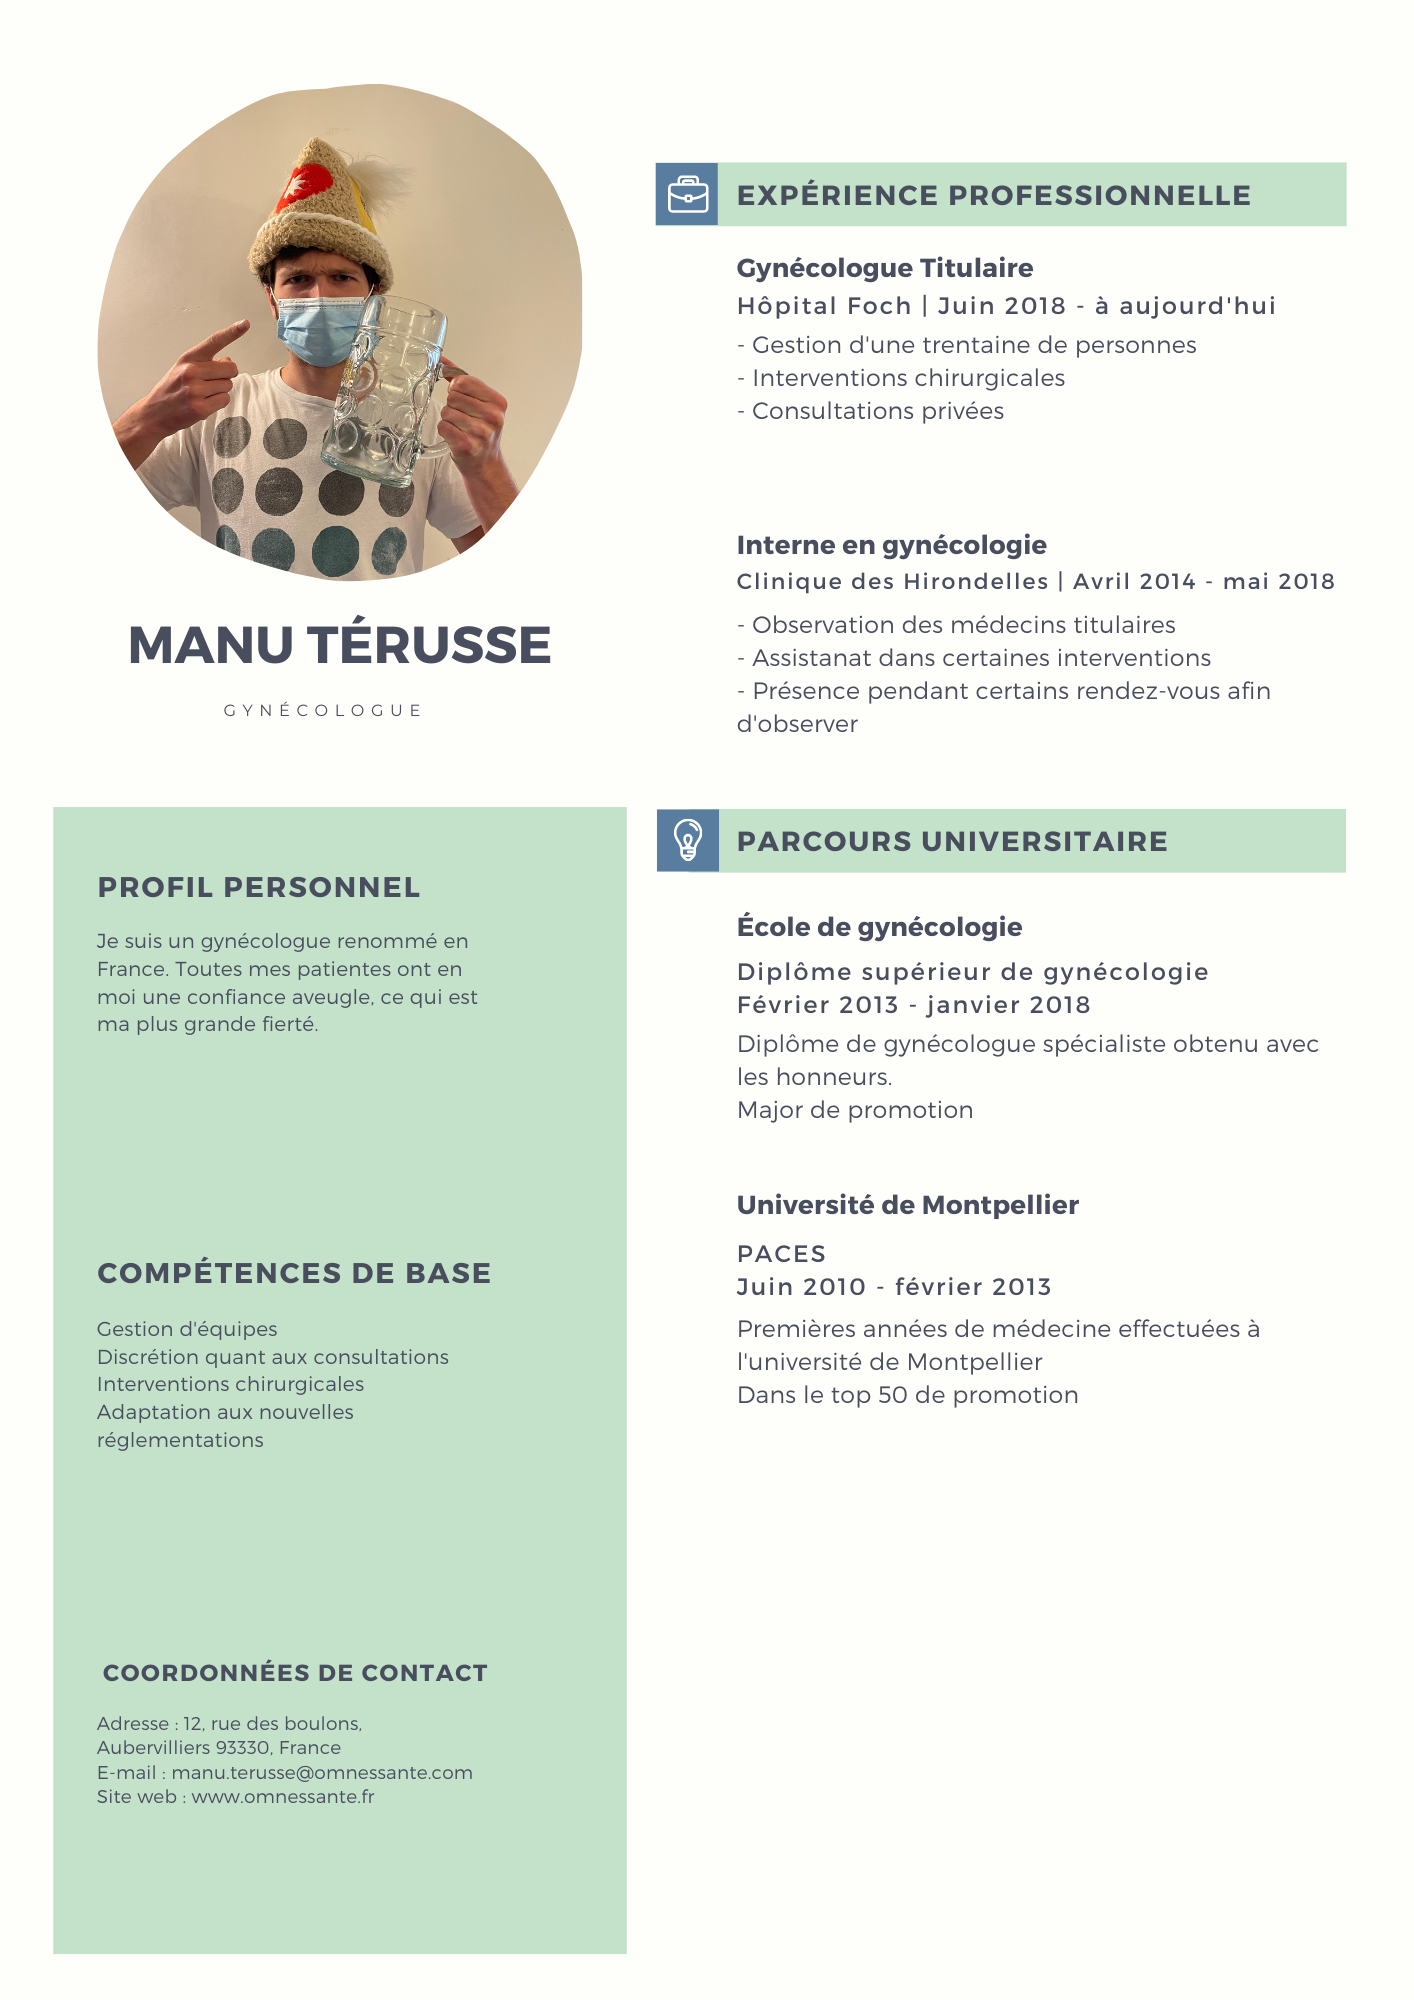 MANU TÉRUSSE
GYNÉCOLOGUE
PROFIL PERSONNEL
Je suis un gynécologue renommé en
France. Toutes mes patientes ont en
moi une confiance aveugle, ce qui est
ma plus grande fierté.
COMPÉTENCES DE BASE
Gestion d'équipes
Discrétion quant aux consultations
Interventions chirurgicales
Adaptation aux nouvelles
réglementations
COORDONNÉES DE CONTACT
Adresse : 12, rue des boulons,
Aubervilliers 93330, France
E-mail : manu.terusse@omnessante.com
Site web : www.omnessante.fr
EXPÉRIENCE PROFESSIONNELLE
Gynécologue Titulaire
Hôpital Foch | Juin 2018 - à aujourd'hui
- Gestion d'une trentaine de personnes
- Interventions chirurgicales
- Consultations privées
Interne en gynécologie
Clinique des Hirondelles | Avril 2014 - mai 2018
- Observation des médecins titulaires
- Assistanat dans certaines interventions
- Présence pendant certains rendez-vous afin
d'observer
PARCOURS UNIVERSITAIRE
École de gynécologie
Diplôme supérieur de gynécologie
Février 2013 - janvier 2018
Diplôme de gynécologue spécialiste obtenu avec
les honneurs.
Major de promotion
Université de Montpellier
PACES
Juin 2010 - février 2013
Premières années de médecine effectuées à
l'université de Montpellier
Dans le top 50 de promotion